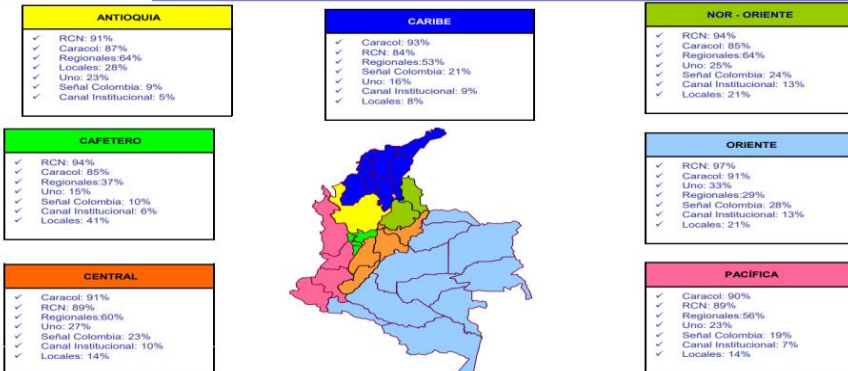 ANTIOQUIA
✓ RCN: 91%
✓ Caracol: 87%
✓ Regionales:64%
✓ Locales: 28%
✓ Uno: 23%
✓ Señal Colombia: 9%
✓ Canal Institucional: 5%
CARIBE
✓ Caracol: 93%
✓ RCN: 84%
✓ Regionales:53%
✓ Señal Colombia: 21%
✓ Uno: 16%
✓ Canal Institucional: 9%
✓ Locales: 8%
NOR - ORIENTE
✓ RCN: 94%
✓ Caracol: 85%
✓ Regionales:64%
✓ Uno: 25%
✓ Señal Colombia: 24%
✓ Canal Institucional: 13%
✓ Locales: 21%
CAFETERO
✓ RCN: 94%
✓ Caracol: 85%
✓ Regionales:37%
✓ Uno: 15%
✓ Señal Colombia: 10%
✓ Canal Institucional: 6%
✓ Locales: 41%
ORIENTE
✓ RCN: 97%
✓ Caracol: 91%
✓ Uno: 33%
✓ Regionales:29%
✓ Señal Colombia: 28%
✓ Canal Institucional: 13%
✓ Locales: 21%
CENTRAL
✓ Caracol: 91%
✓ RCN: 89%
✓ Regionales:60%
✓ Uno: 27%
✓ Señal Colombia: 23%
✓ Canal Institucional: 10%
✓ Locales: 14%
PACÍFICA
✓ Caracol: 90%
✓ RCN: 89%
✓ Regionales:56%
✓ Uno: 23%
✓ Señal Colombia: 19%
✓ Canal Institucional: 7%
✓ Locales: 14%